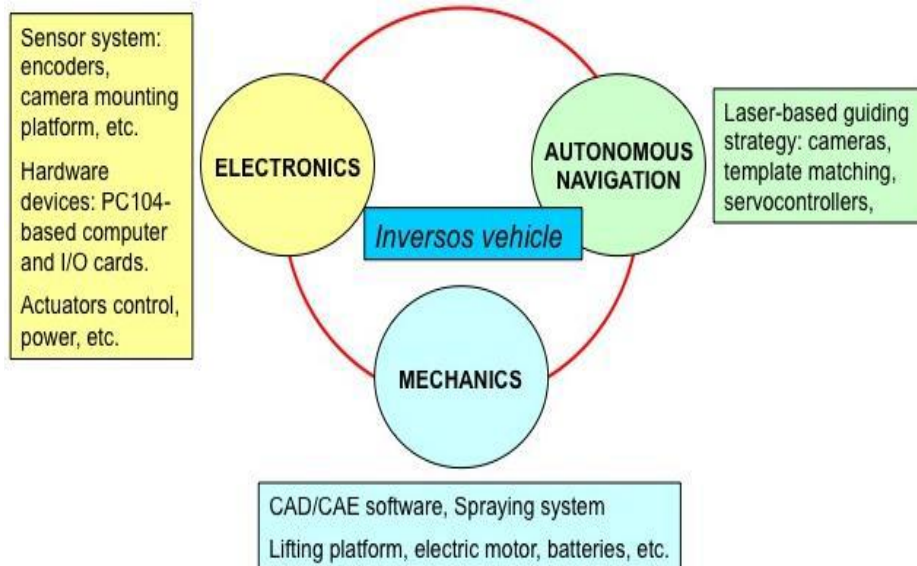 Sensor system:
encoders,
camera mounting
platform, etc.
Hardware
devices: PC104-
based computer
and I/O cards.
Actuators control,
power, etc.
ELECTRONICS
AUTONOMOUS
NAVIGATION
Laser-based guiding
strategy: cameras,
template matching,
servocontrollers,
Inversos vehicle
MECHANICS
CAD/CAE software, Spraying system
Lifting platform, electric motor, batteries, etc.